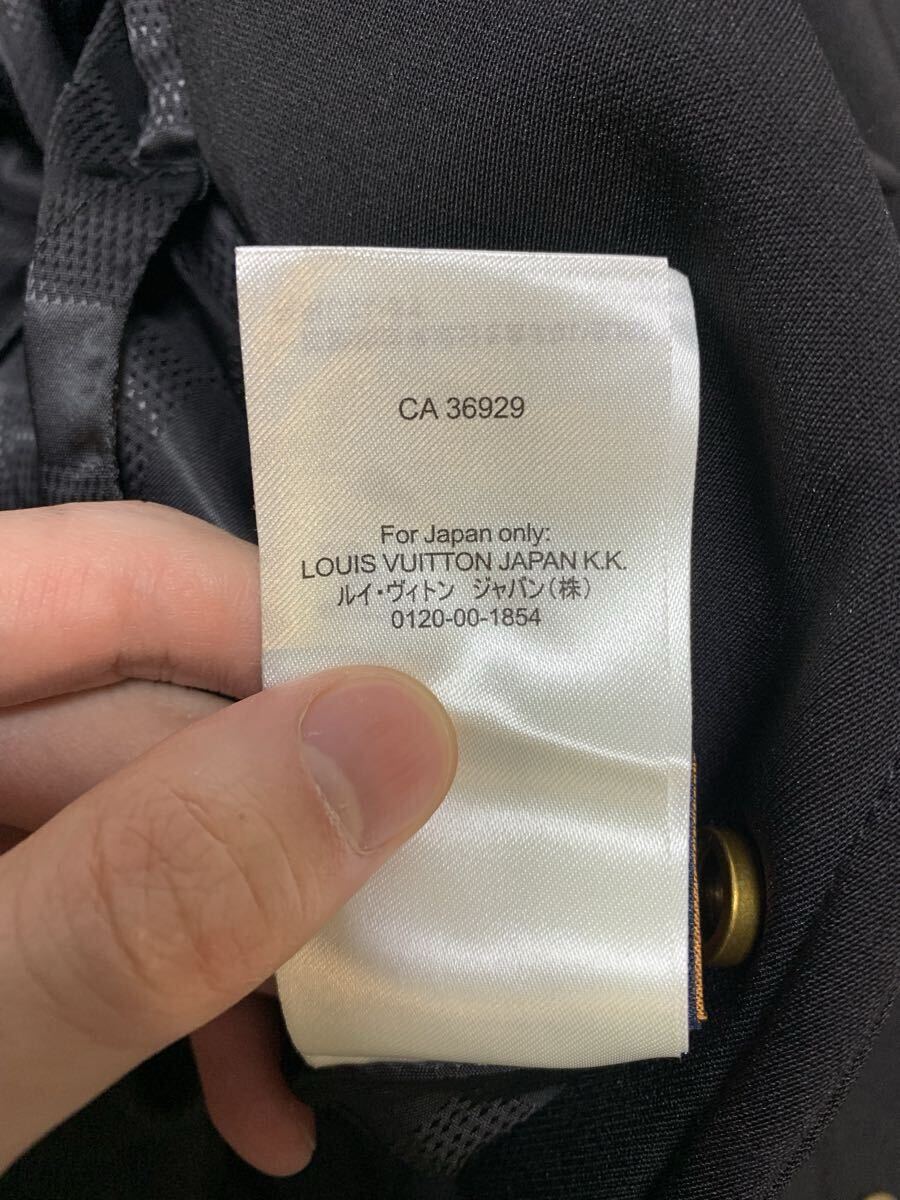 CA 36929
For Japan only:
LOUIS VUITTON JAPAN K.K.
ルイ・ヴィトン ジャパン(株)
0120-00-1854